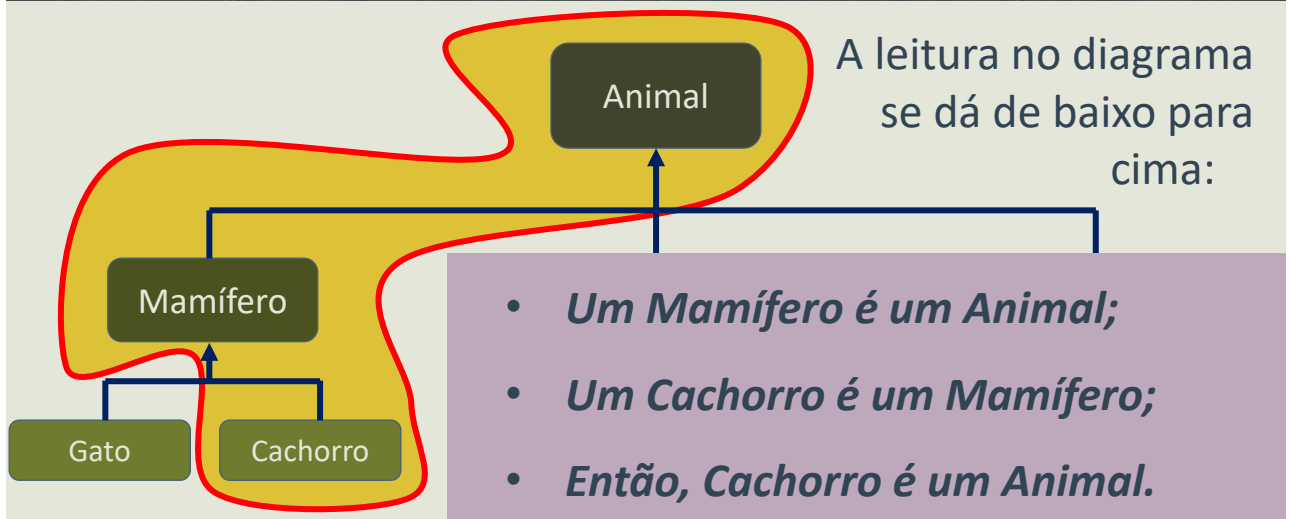 Animal
A leitura no diagrama
se dá de baixo para
cima:
Mamífero
Gato
Cachorro
• Um Mamífero é um Animal;
• Um Cachorro é um Mamífero;
• Então, Cachorro é um Animal.